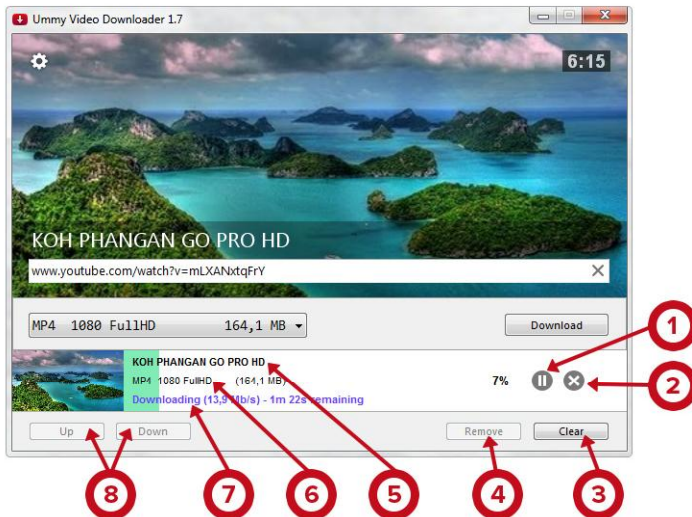 Ummy Video Downloader 1.7
6:15
KOH PHANGAN GO PRO HD
www.youtube.com/watch?v=mLXANxtqFrY
MP4 1080 FullHD 164,1 MB
Download
1
KOH PHANGAN GO PRO HD
MP4 1080 FullHD (164,1 MB)
7%
2
Downloading (13,9 Mb/s) - 1m 22s remaining
Up Down Remove Clear
8 7 6 5 4 3